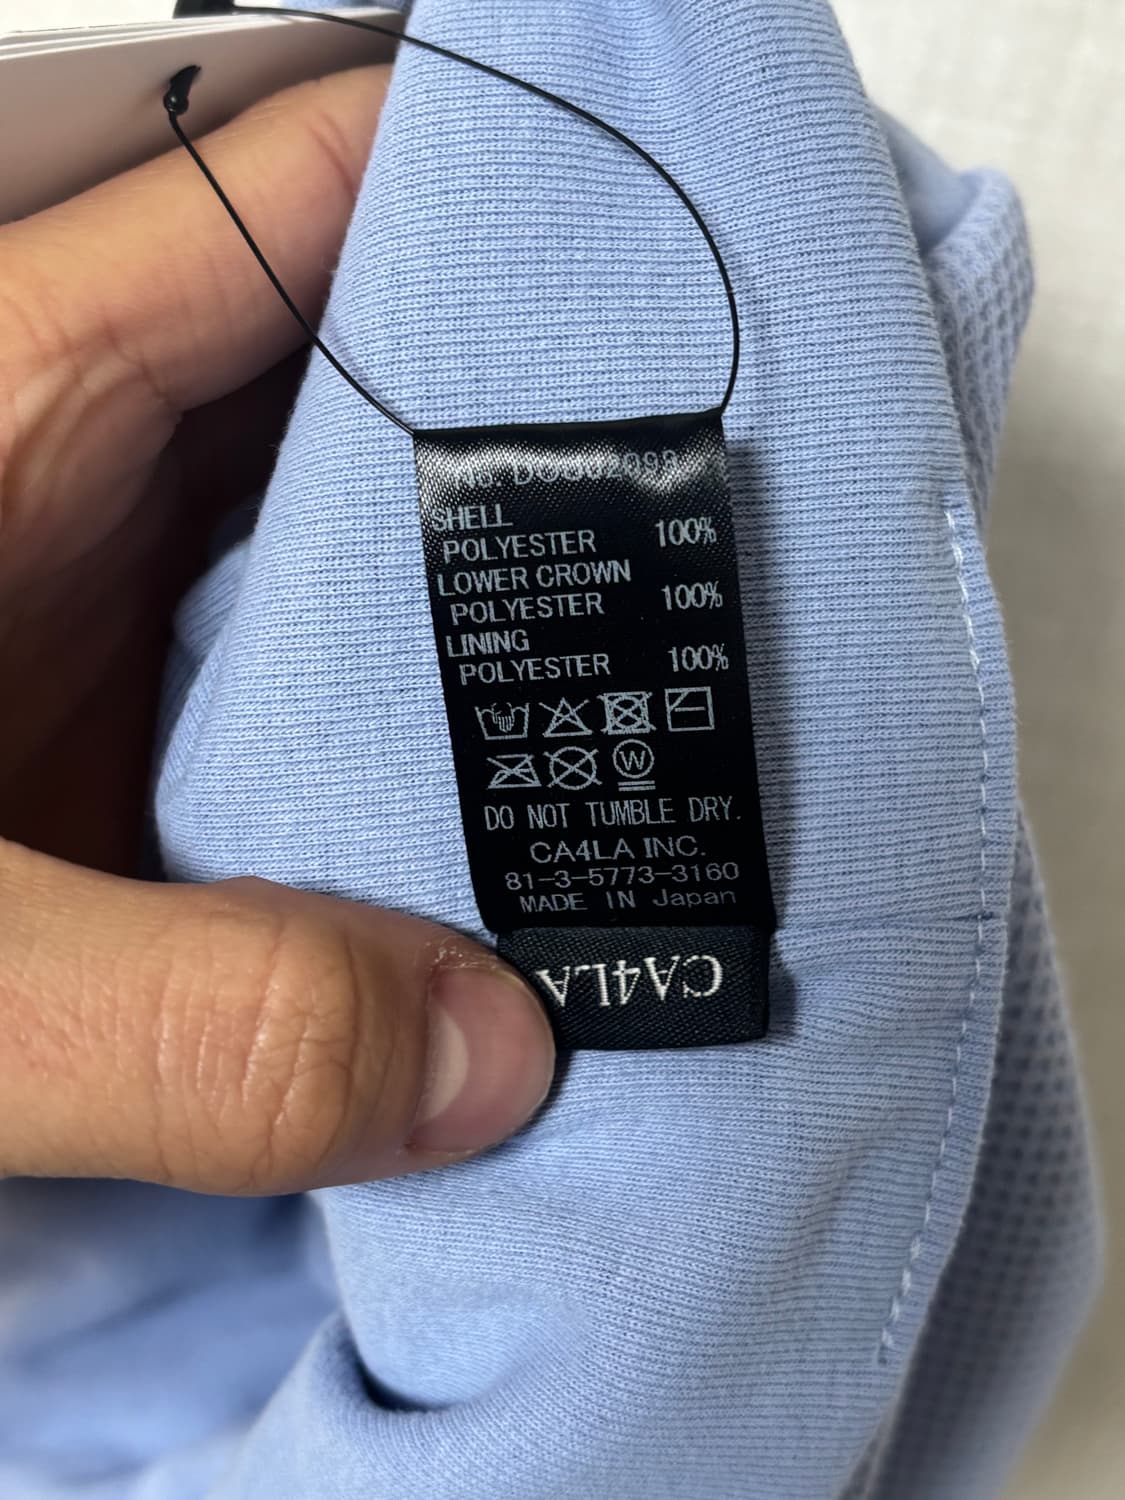 SHELL
POLYESTER 100%
LOWER CROWN
POLYESTER 100%
LINING
POLYESTER 100%
W
DO NOT TUMBLE DRY.
CA4LA INC.
81-3-5773-3160
MADE IN Japan
CA4LA